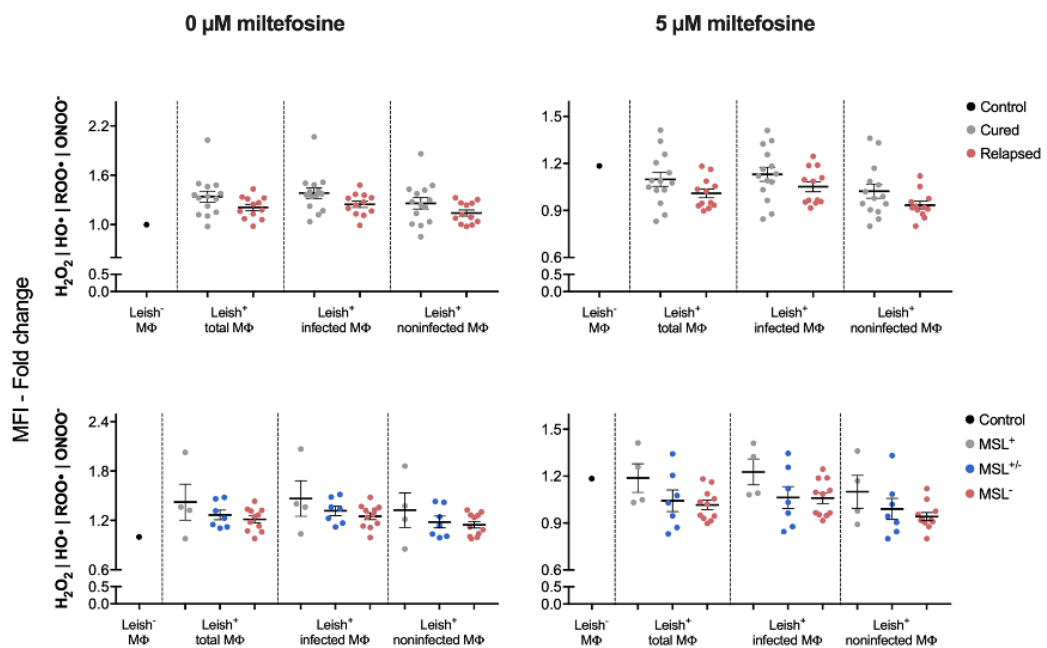 0 µM miltefosine
5 µM miltefosine
MFI - Fold change
H₂O₂ | HO• | ROO• | ONOO⁻
2.2
1.6
1.0
0.5
0.0
Leish⁻
MΦ
Leish⁺
total MΦ
Leish⁺
infected MΦ
Leish⁺
noninfected MΦ
1.5
1.2
0.9
0.6
0.5
0.0
Leish⁻
MΦ
Leish⁺
total MΦ
Leish⁺
infected MΦ
Leish⁺
noninfected MΦ
Control
Cured
Relapsed
H₂O₂ | HO• | ROO• | ONOO⁻
2.4
1.8
1.2
0.6
0.5
0.0
Leish⁻
MΦ
Leish⁺
total MΦ
Leish⁺
infected MΦ
Leish⁺
noninfected MΦ
1.5
1.2
0.9
0.6
0.5
0.0
Leish⁻
MΦ
Leish⁺
total MΦ
Leish⁺
infected MΦ
Leish⁺
noninfected MΦ
Control
MSL⁺
MSL⁺/⁻
MSL⁻